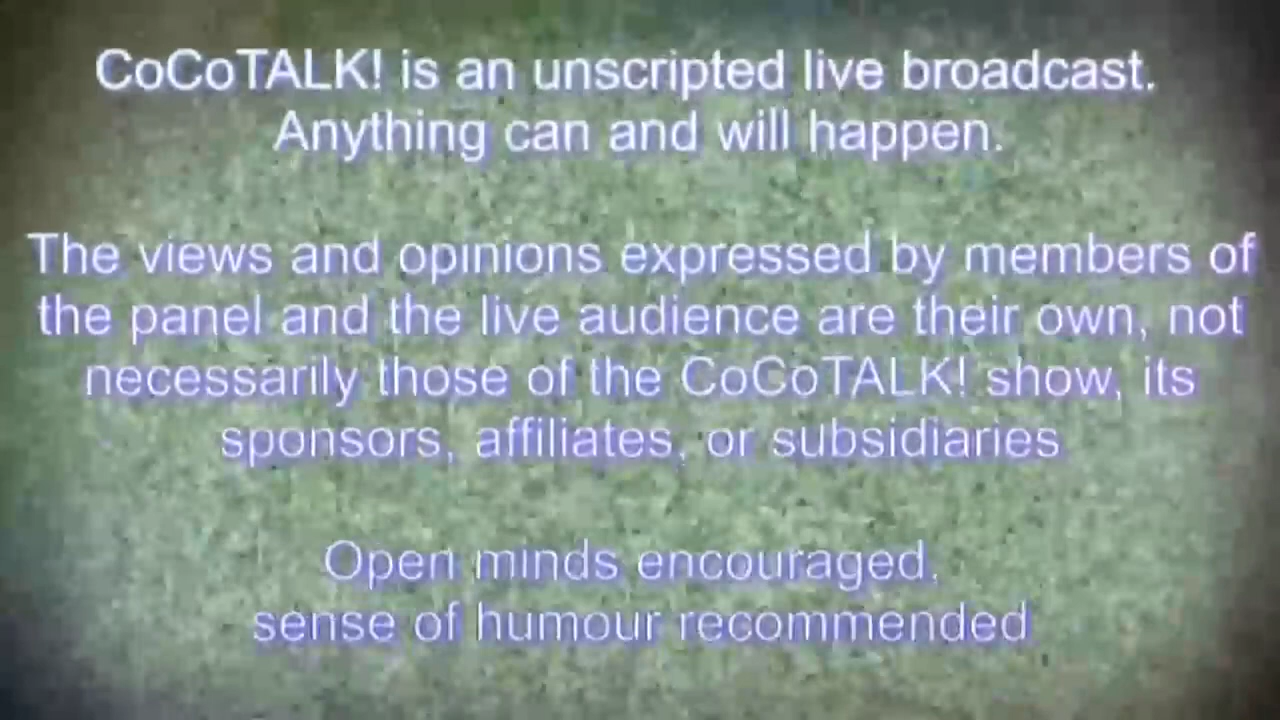 CoCoTALK! is an unscripted live broadcast.
Anything can and will happen.
The views and opinions expressed by members of
the panel and the live audience are their own, not
necessarily those of the CoCoTALK! show, its
sponsors, affiliates, or subsidiaries
Open minds encouraged,
sense of humour recommended